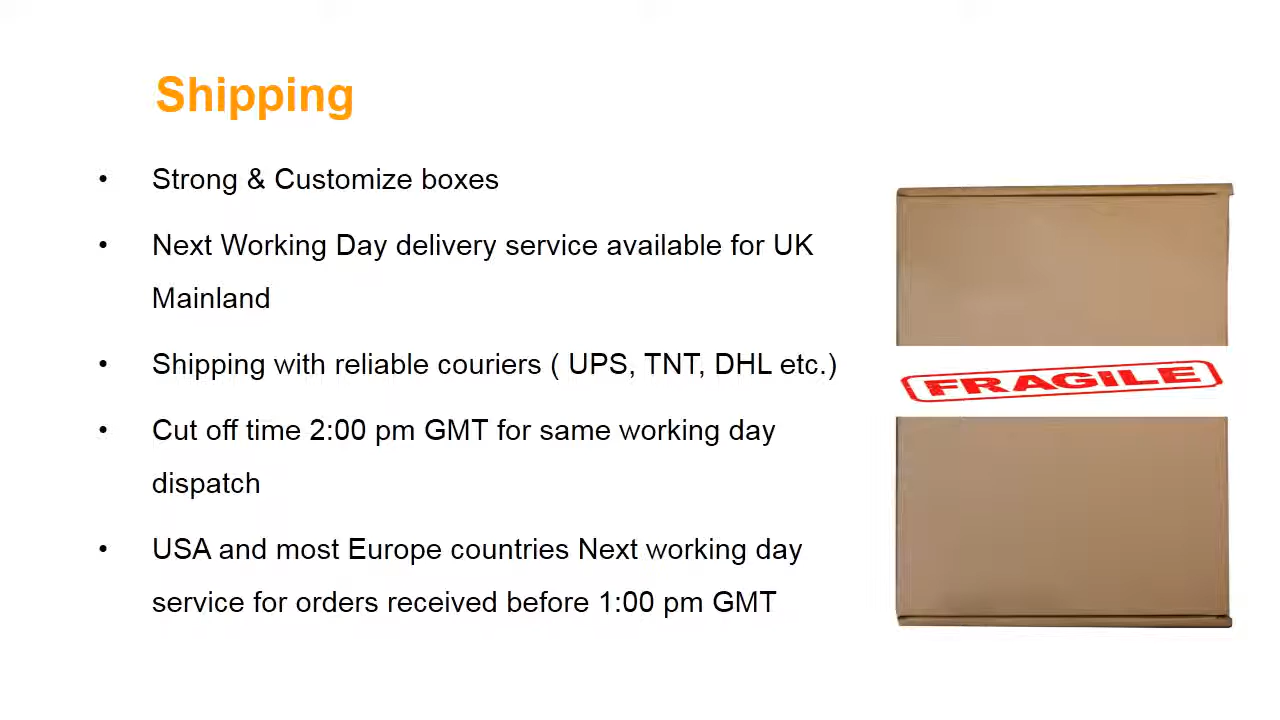 Shipping
• Strong & Customize boxes
• Next Working Day delivery service available for UK
Mainland
• Shipping with reliable couriers ( UPS, TNT, DHL etc.)
FRAGILE
• Cut off time 2:00 pm GMT for same working day
dispatch
• USA and most Europe countries Next working day
service for orders received before 1:00 pm GMT